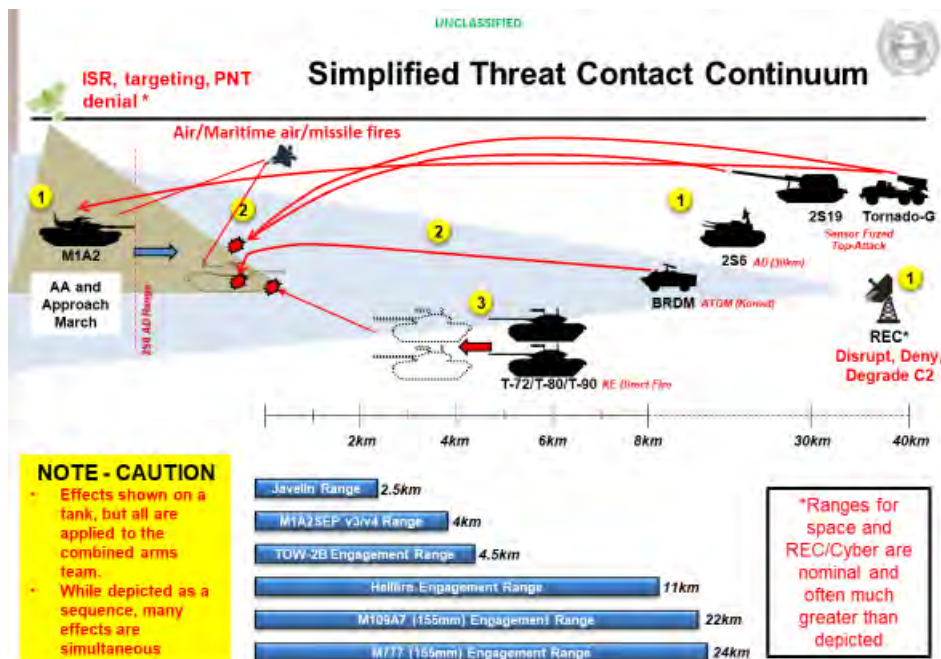 UNCLASSIFIED
Simplified Threat Contact Continuum
ISR, targeting, PNT
denial *
Air/Maritime air/missile fires
1
M1A2
AA and
Approach
March
2S6 AD Range
2
2
1
2S6 AD (30km)
2S19
Tornado-G
Sensor Fuzed
Top-Attack
BRDM ATGM (Kornet)
1
REC*
Disrupt, Deny,
Degrade C2
3
T-72/T-80/T-90 KE (Direct Fire)
2km
4km
6km
8km
30km
40km
NOTE - CAUTION
• Effects shown on a
tank, but all are
applied to the
combined arms
team.
• While depicted as a
sequence, many
effects are
simultaneous
Javelin Range 2.5km
M1A2SEP v3/v4 Range 4km
TOW-2B Engagement Range 4.5km
Hellfire Engagement Range 11km
M109A7 (155mm) Engagement Range 22km
M777 (155mm) Engagement Range 24km
*Ranges for
space and
REC/Cyber are
nominal and
often much
greater than
depicted